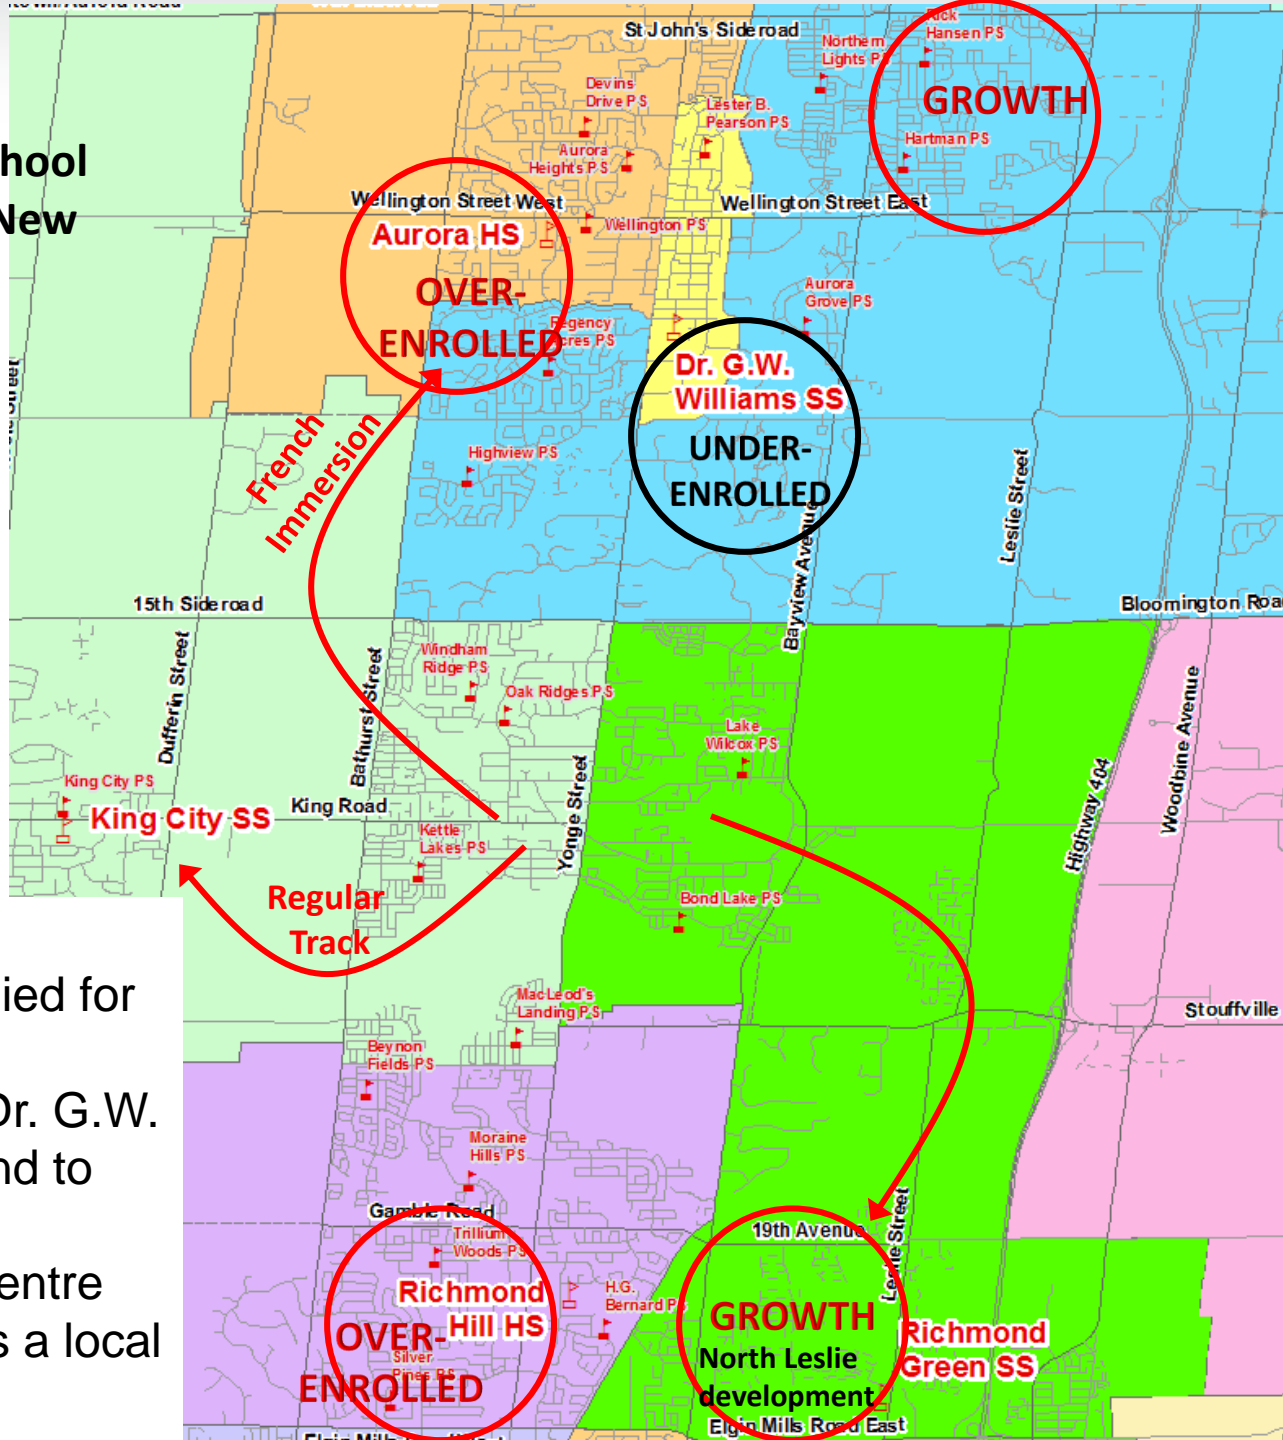 St John's Sideroad
Rick
Hansen PS
Northern
Lights PS
GROWTH
Devins
Drive PS
Lester B.
Pearson PS
Hartman PS
Aurora
Heights PS
hool
New
Wellington Street West
Wellington Street East
Wellington PS
Aurora HS
OVER-
ENROLLED
Aurora
Grove PS
Regency
Acres PS
Dr. G.W.
Williams SS
UNDER-
ENROLLED
French
Immersion
Highview PS
Leslie Street
Bayview Avenue
15th Sideroad
Bloomington Road
Dufferin Street
Bathurst Street
Windham
Ridge PS
Oak Ridges PS
Lake
Wilcox PS
Woodbine Avenue
Highway 404
Yonge Street
King City PS
King City SS
King Road
Kettle
Lakes PS
Regular
Track
Bond Lake PS
ied for
MacLeod's
Landing PS
Stouffville
Beynon
Fields PS
Dr. G.W.
nd to
Moraine
Hills PS
Gamble Road
19th Avenue
Leslie Street
Trillium
Woods PS
entre
s a local
Richmond
Hill HS
OVER-
ENROLLED
Silver
Pines PS
H.G.
Bernard PS
GROWTH
North Leslie
development
Richmond
Green SS
Elgin Mills Road East